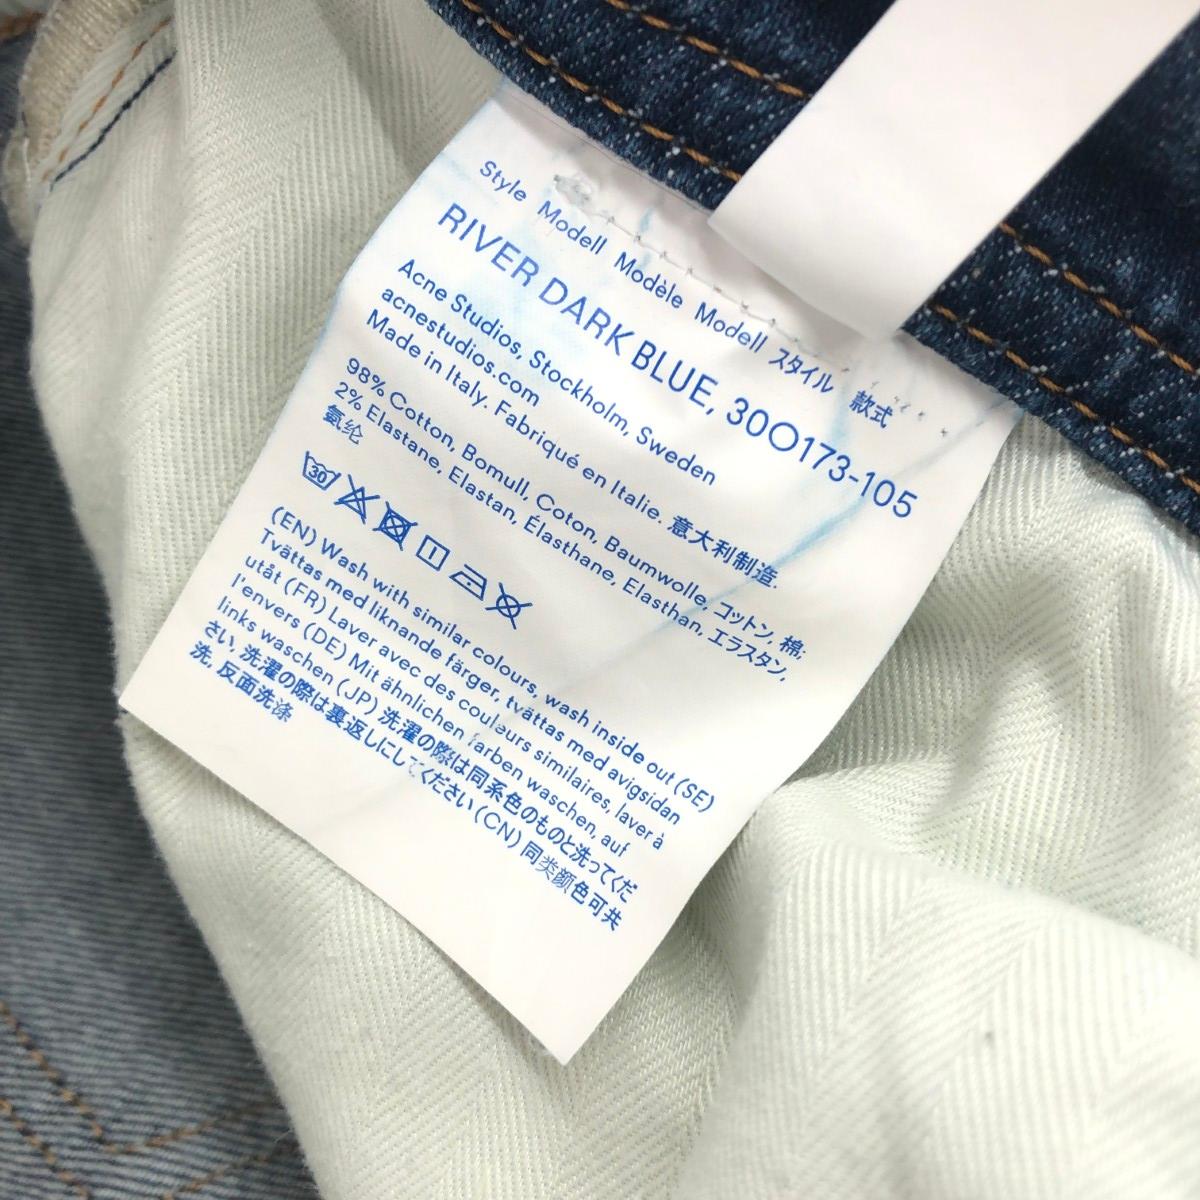 Style Modell Modèle Modell スタイル 款式
RIVER DARK BLUE, 30O173-105
Acne Studios, Stockholm, Sweden
acnestudios.com
Made in Italy. Fabriqué en Italie. 意大利制造.
98% Cotton, Bomull, Coton, Baumwolle, コットン, 棉;
2% Elastane, Elastan, Élasthane, Elasthan, エラスタン,
氨纶
30
(EN) Wash with similar colours, wash inside out (SE)
Tvättas med liknande färger, tvättas med avigsidan
utåt (FR) Laver avec des couleurs similaires, laver à
l'envers (DE) Mit ähnlichen farben waschen, auf
links waschen (JP) 洗濯の際は同系色のものと洗ってくだ
さい, 洗濯の際は裏返しにしてください (CN) 同类颜色可共
洗, 反面洗涤